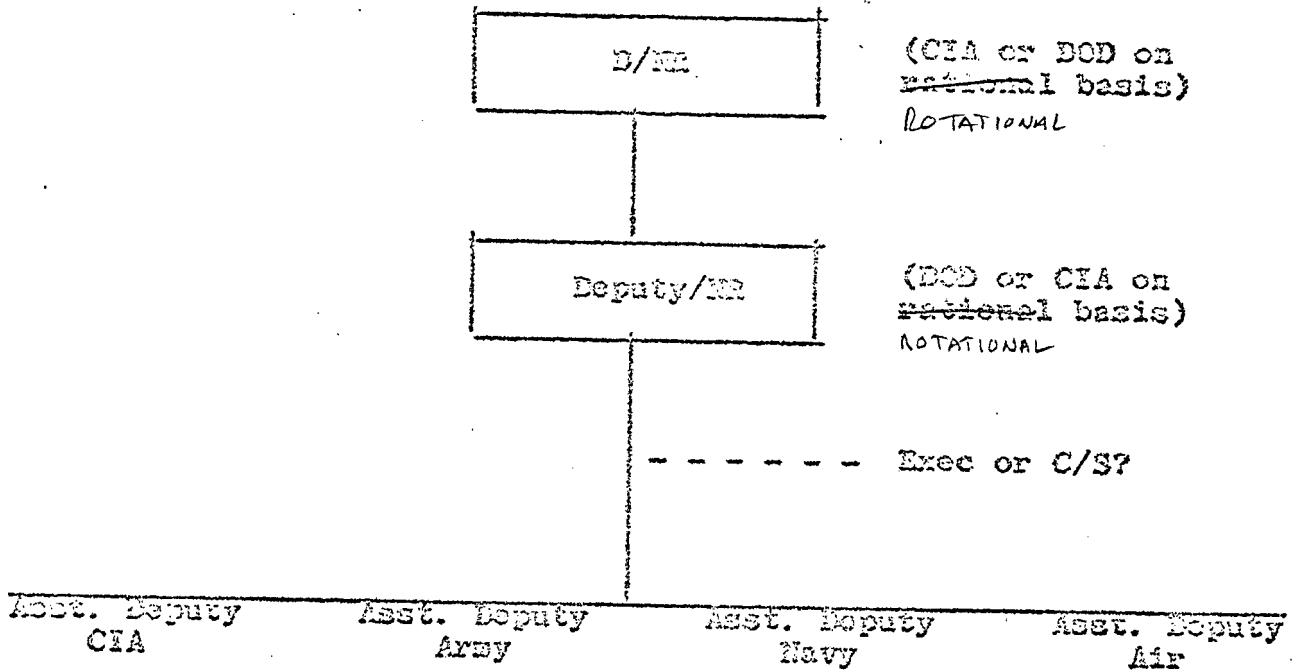 D/NR
(CIA or DOD on
rational basis)
ROTATIONAL
Deputy/NR
(DOD or CIA on
rational basis)
ROTATIONAL
Exec or C/S?
Asst. Deputy CIA
Asst. Deputy Army
Asst. Deputy Navy
Asst. Deputy Air